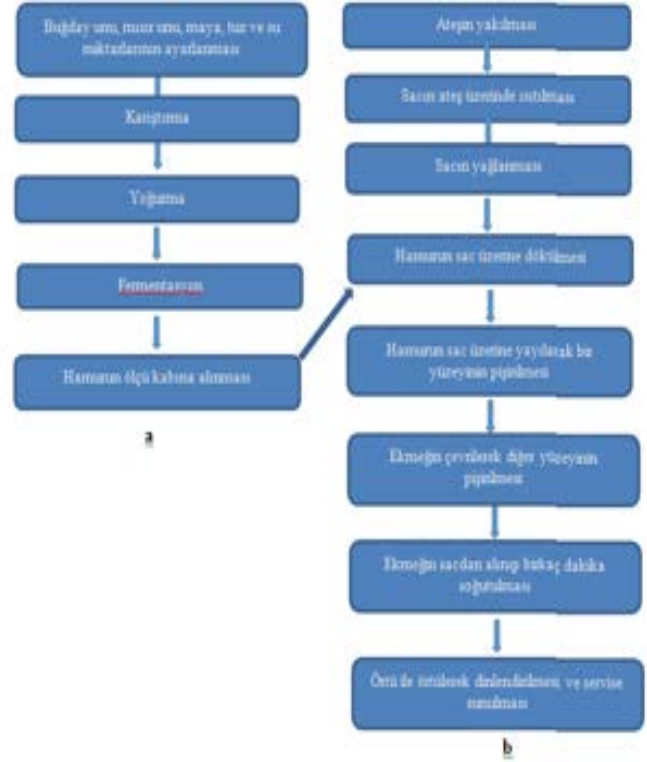 Buğday unu, mısır unu, maya, tuz ve su
miktarlarının ayarlanması
Karıştırma
Yoğurma
Fermentasyon
Hamurun ölçü kabına alınması
a
Ateşin yakılması
Sacın ateş üzerinde ısıtılması
Sacın yağlanması
Hamurun sac üzerine dökülmesi
Hamurun sac üzerine yayılarak bir
yüzeyinin pişirilmesi
Ekmeğin çevrilerek diğer yüzeyinin
pişirilmesi
Ekmeğin sacdan alınıp birkaç dakika
soğutulması
Örtü ile örtülerek dinlendirilmesi ve servise
sunulması
b